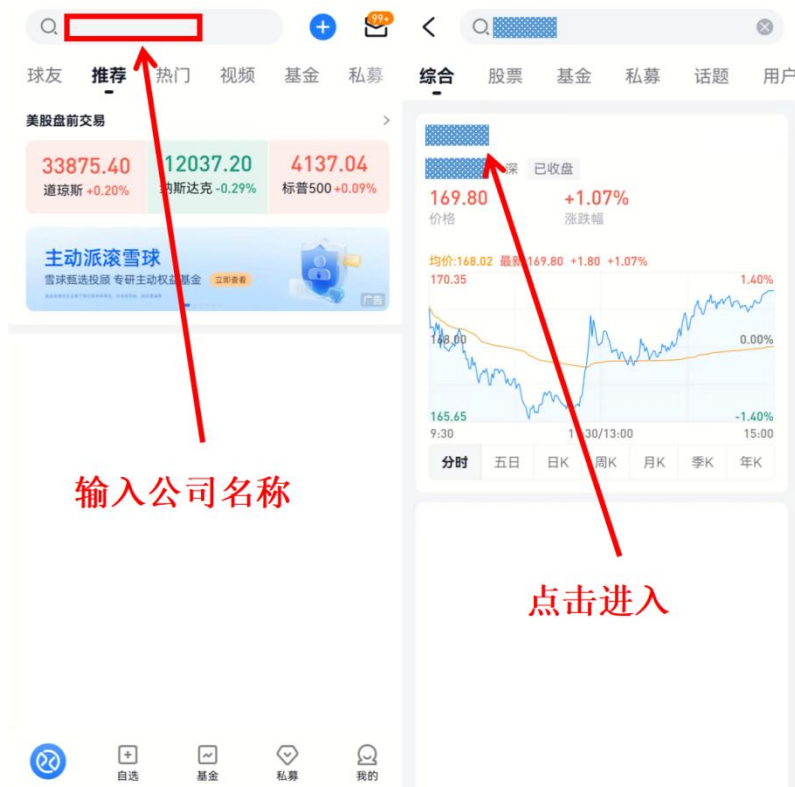 99+
球友 推荐 热门 视频 基金 私募
美股盘前交易
33875.40 12037.20 4137.04
道琼斯 +0.20% 纳斯达克 -0.29% 标普500 +0.09%
主动派滚雪球
雪球甄选投顾 专研主动权益基金 立即查看
广告
输入公司名称
自选 基金 私募 我的
综合 股票 基金 私募 话题 用户
深 已收盘
169.80 +1.07%
价格 涨跌幅
均价:168.02 最新:169.80 +1.80 +1.07%
170.35 1.40%
168.00 0.00%
165.65 -1.40%
9:30 11:30/13:00 15:00
分时 五日 日K 周K 月K 季K 年K
点击进入